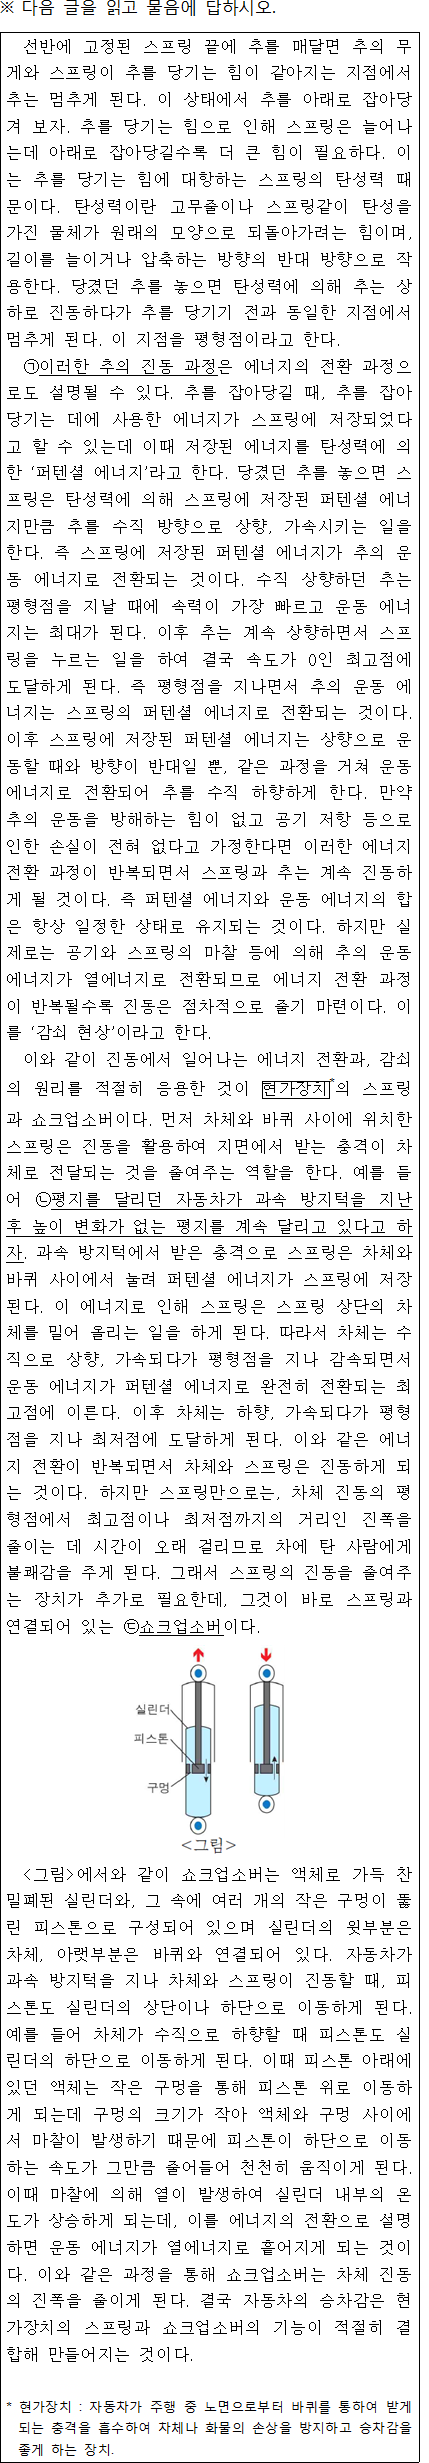 ※ 다음 글을 읽고 물음에 답하시오.
선반에 고정된 스프링 끝에 추를 매달면 추의 무
게와 스프링이 추를 당기는 힘이 같아지는 지점에서
추는 멈추게 된다. 이 상태에서 추를 아래로 잡아당
겨 보자. 추를 당기는 힘으로 인해 스프링은 늘어나
는데 아래로 잡아당길수록 더 큰 힘이 필요하다. 이
는 추를 당기는 힘에 대항하는 스프링의 탄성력 때
문이다. 탄성력이란 고무줄이나 스프링같이 탄성을
가진 물체가 원래의 모양으로 되돌아가려는 힘이며,
길이를 늘이거나 압축하는 방향의 반대 방향으로 작
용한다. 당겼던 추를 놓으면 탄성력에 의해 추는 상
하로 진동하다가 추를 당기기 전과 동일한 지점에서
멈추게 된다. 이 지점을 평형점이라고 한다.
㉠이러한 추의 진동 과정은 에너지의 전환 과정으
로도 설명될 수 있다. 추를 잡아당길 때, 추를 잡아
당기는 데에 사용한 에너지가 스프링에 저장되었다
고 할 수 있는데 이때 저장된 에너지를 탄성력에 의
한 ‘퍼텐셜 에너지’라고 한다. 당겼던 추를 놓으면 스
프링은 탄성력에 의해 스프링에 저장된 퍼텐셜 에너
지만큼 추를 수직 방향으로 상향, 가속시키는 일을
한다. 즉 스프링에 저장된 퍼텐셜 에너지가 추의 운
동 에너지로 전환되는 것이다. 수직 상향하던 추는
평형점을 지날 때에 속력이 가장 빠르고 운동 에너
지는 최대가 된다. 이후 추는 계속 상향하면서 스프
링을 누르는 일을 하여 결국 속도가 0인 최고점에
도달하게 된다. 즉 평형점을 지나면서 추의 운동 에
너지는 스프링의 퍼텐셜 에너지로 전환되는 것이다.
이후 스프링에 저장된 퍼텐셜 에너지는 상향으로 운
동할 때와 방향이 반대일 뿐, 같은 과정을 거쳐 운동
에너지로 전환되어 추를 수직 하향하게 한다. 만약
추의 운동을 방해하는 힘이 없고 공기 저항 등으로
인한 손실이 전혀 없다고 가정한다면 이러한 에너지
전환 과정이 반복되면서 스프링과 추는 계속 진동하
게 될 것이다. 즉 퍼텐셜 에너지와 운동 에너지의 합
은 항상 일정한 상태로 유지되는 것이다. 하지만 실
제로는 공기와 스프링의 마찰 등에 의해 추의 운동
에너지가 열에너지로 전환되므로 에너지 전환 과정
이 반복될수록 진동은 점차적으로 줄기 마련이다. 이
를 ‘감쇠 현상’이라고 한다.
이와 같이 진동에서 일어나는 에너지 전환과, 감쇠
의 원리를 적절히 응용한 것이 현가장치*의 스프링
과 쇼크업소버이다. 먼저 차체와 바퀴 사이에 위치한
스프링은 진동을 활용하여 지면에서 받는 충격이 차
체로 전달되는 것을 줄여주는 역할을 한다. 예를 들
어 ㉡평지를 달리던 자동차가 과속 방지턱을 지난
후 높이 변화가 없는 평지를 계속 달리고 있다고 하
자. 과속 방지턱에서 받은 충격으로 스프링은 차체와
바퀴 사이에서 눌려 퍼텐셜 에너지가 스프링에 저장
된다. 이 에너지로 인해 스프링은 스프링 상단의 차
체를 밀어 올리는 일을 하게 된다. 따라서 차체는 수
직으로 상향, 가속되다가 평형점을 지나 감속되면서
운동 에너지가 퍼텐셜 에너지로 완전히 전환되는 최
고점에 이른다. 이후 차체는 하향, 가속되다가 평형
점을 지나 최저점에 도달하게 된다. 이와 같은 에너
지 전환이 반복되면서 차체와 스프링은 진동하게 되
는 것이다. 하지만 스프링만으로는, 차체 진동의 평
형점에서 최고점이나 최저점까지의 거리인 진폭을
줄이는 데 시간이 오래 걸리므로 차에 탄 사람에게
불쾌감을 주게 된다. 그래서 스프링의 진동을 줄여주
는 장치가 추가로 필요한데, 그것이 바로 스프링과
연결되어 있는 ㉢쇼크업소버이다.
실린더
피스톤
구멍
<그림>
<그림>에서와 같이 쇼크업소버는 액체로 가득 찬
밀폐된 실린더와, 그 속에 여러 개의 작은 구멍이 뚫
린 피스톤으로 구성되어 있으며 실린더의 윗부분은
차체, 아랫부분은 바퀴와 연결되어 있다. 자동차가
과속 방지턱을 지나 차체와 스프링이 진동할 때, 피
스톤도 실린더의 상단이나 하단으로 이동하게 된다.
예를 들어 차체가 수직으로 하향할 때 피스톤도 실
린더의 하단으로 이동하게 된다. 이때 피스톤 아래에
있던 액체는 작은 구멍을 통해 피스톤 위로 이동하
게 되는데 구멍의 크기가 작아 액체와 구멍 사이에
서 마찰이 발생하기 때문에 피스톤이 하단으로 이동
하는 속도가 그만큼 줄어들어 천천히 움직이게 된다.
이때 마찰에 의해 열이 발생하여 실린더 내부의 온
도가 상승하게 되는데, 이를 에너지의 전환으로 설명
하면 운동 에너지가 열에너지로 흩어지게 되는 것이
다. 이와 같은 과정을 통해 쇼크업소버는 차체 진동
의 진폭을 줄이게 된다. 결국 자동차의 승차감은 현
가장치의 스프링과 쇼크업소버의 기능이 적절히 결
합해 만들어지는 것이다.
* 현가장치 : 자동차가 주행 중 노면으로부터 바퀴를 통하여 받게
되는 충격을 흡수하여 차체나 화물의 손상을 방지하고 승차감을
좋게 하는 장치.